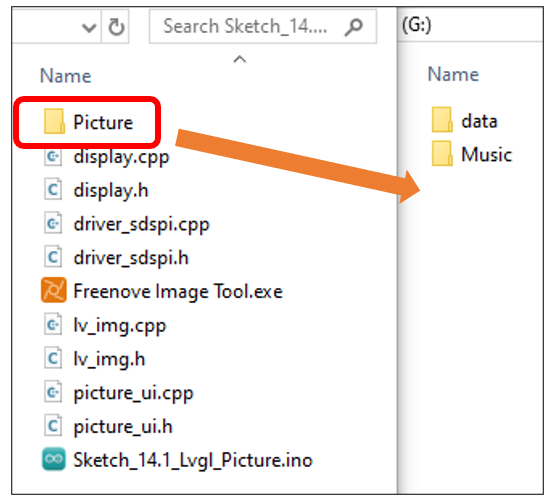 Search Sketch_14....
Name
Picture
display.cpp
display.h
driver_sdspi.cpp
driver_sdspi.h
Freenove Image Tool.exe
lv_img.cpp
lv_img.h
picture_ui.cpp
picture_ui.h
Sketch_14.1_Lvgl_Picture.ino
(G:)
Name
data
Music